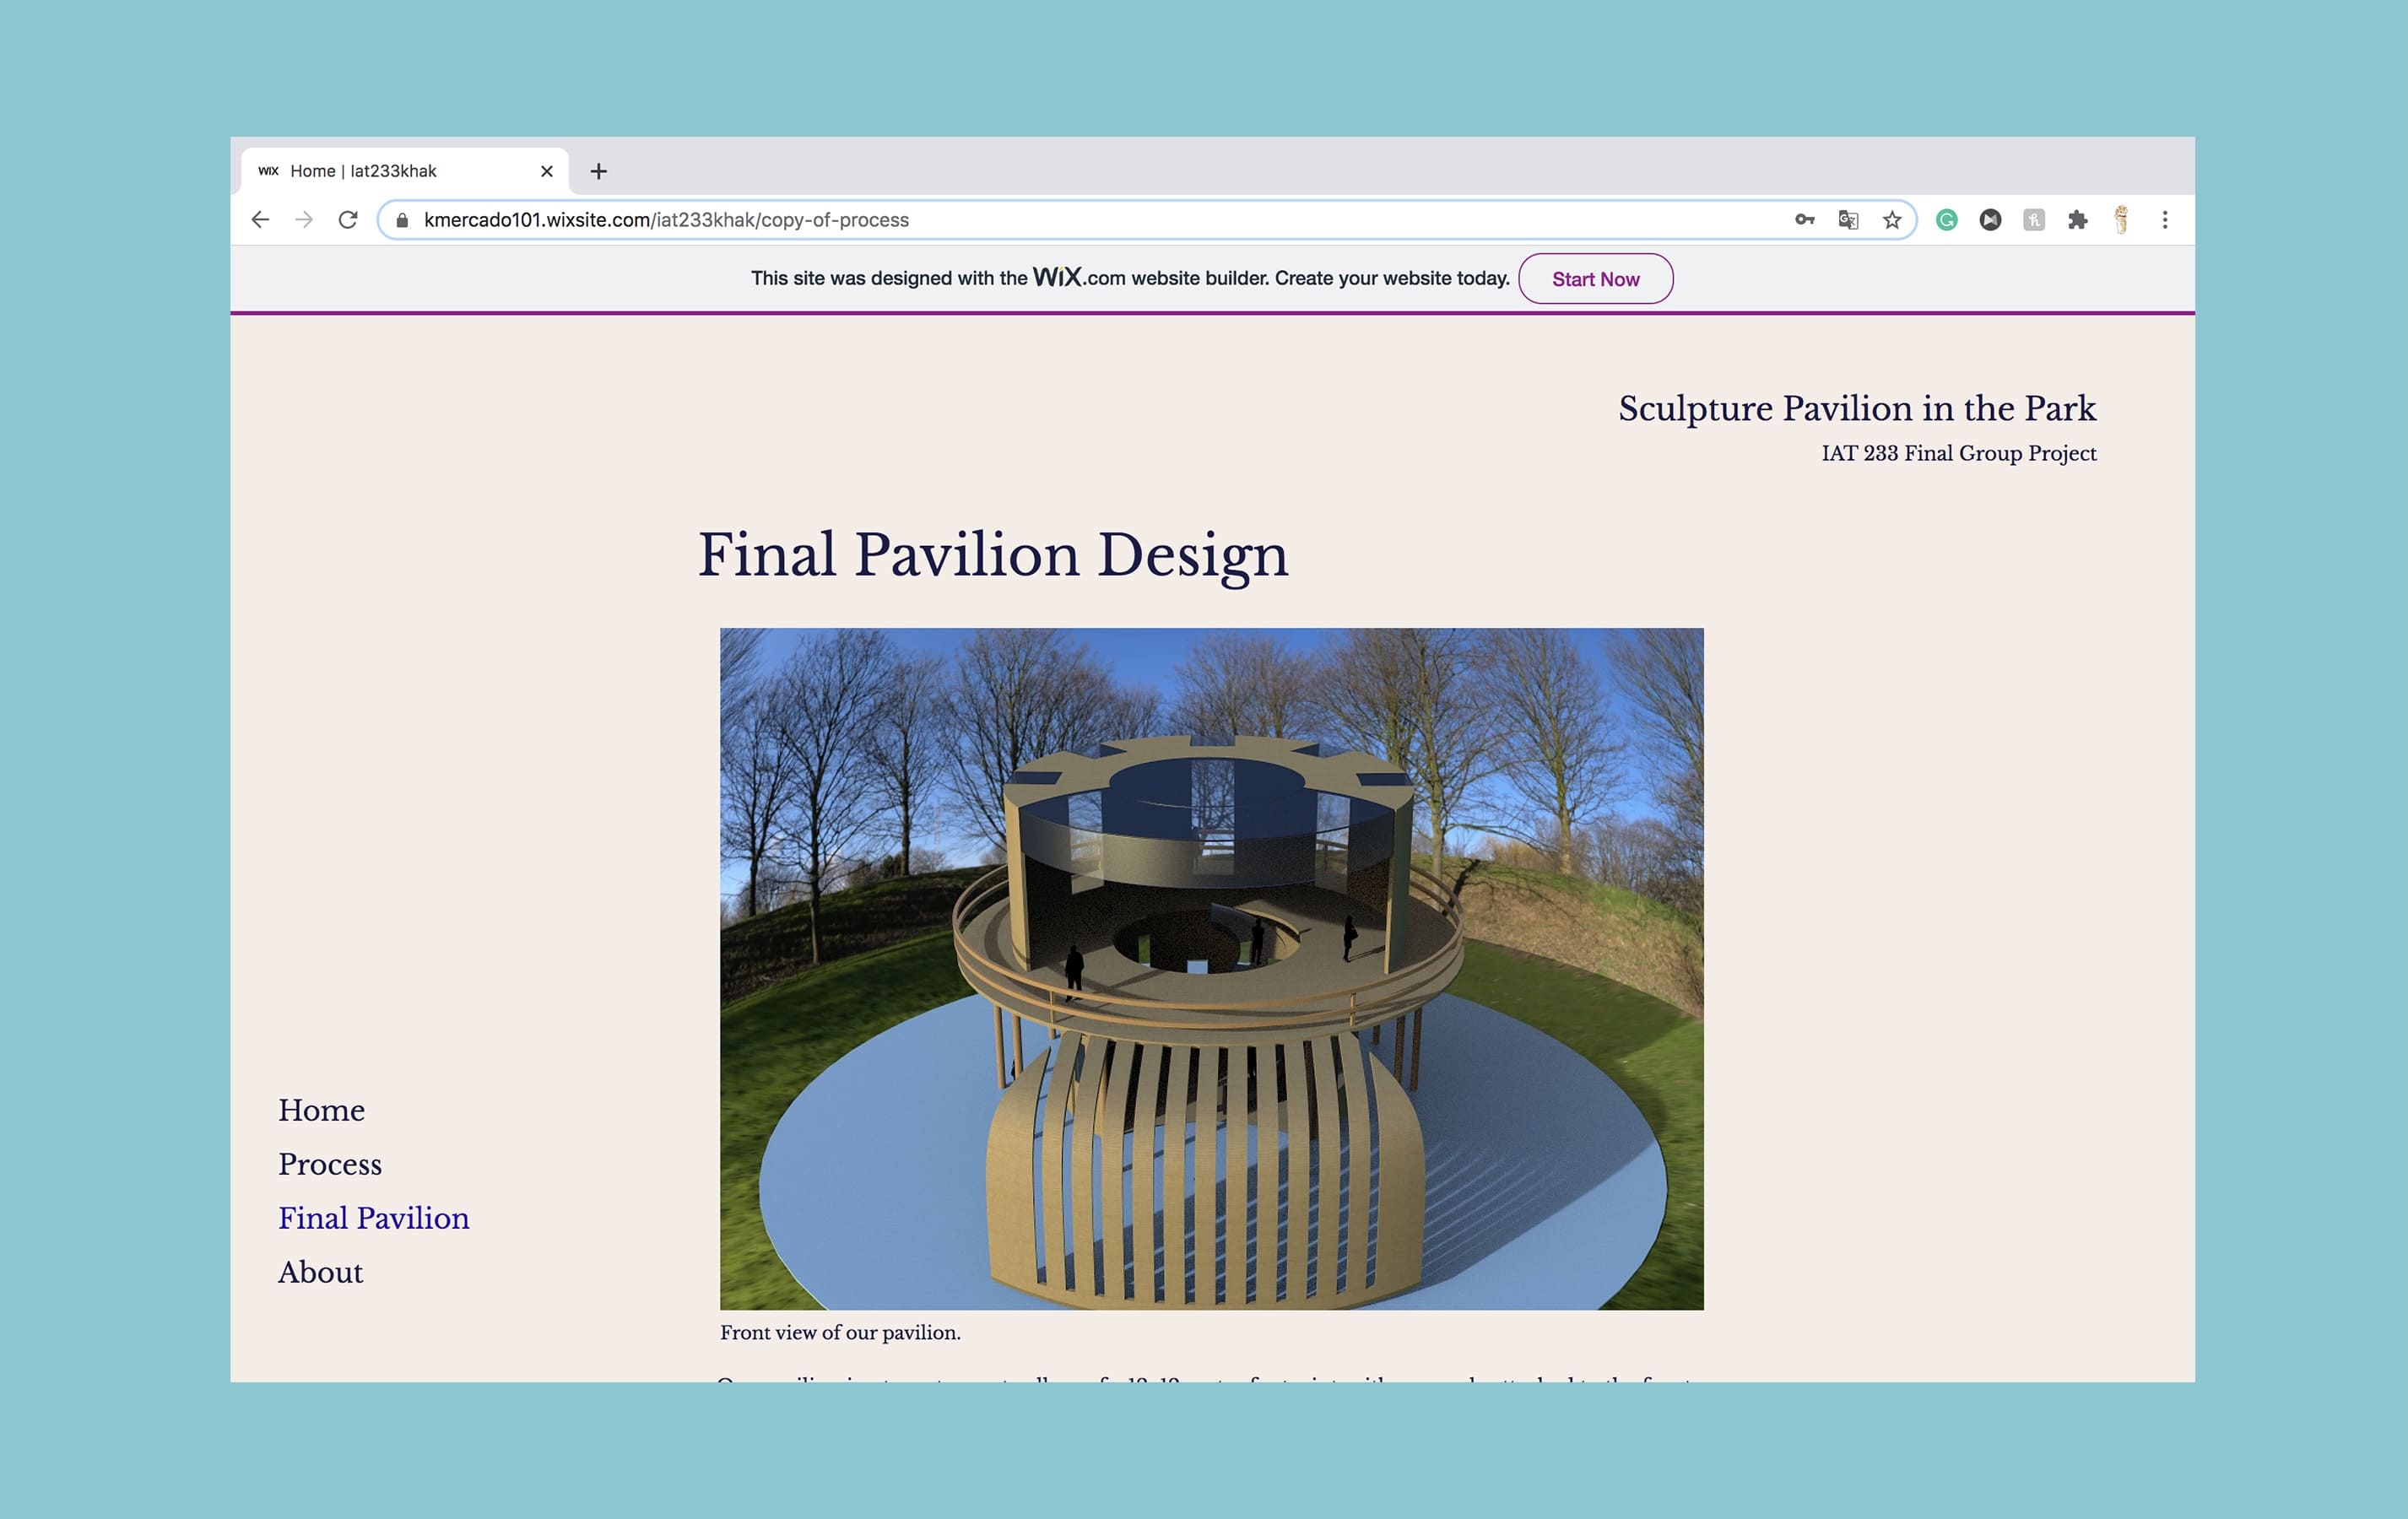 WiX Home | Iat233khak
kmercado101.wixsite.com/iat233khak/copy-of-process
This site was designed with the WiX.com website builder. Create your website today. Start Now
Sculpture Pavilion in the Park
IAT 233 Final Group Project
Final Pavilion Design
Home
Process
Final Pavilion
About
Front view of our pavilion.